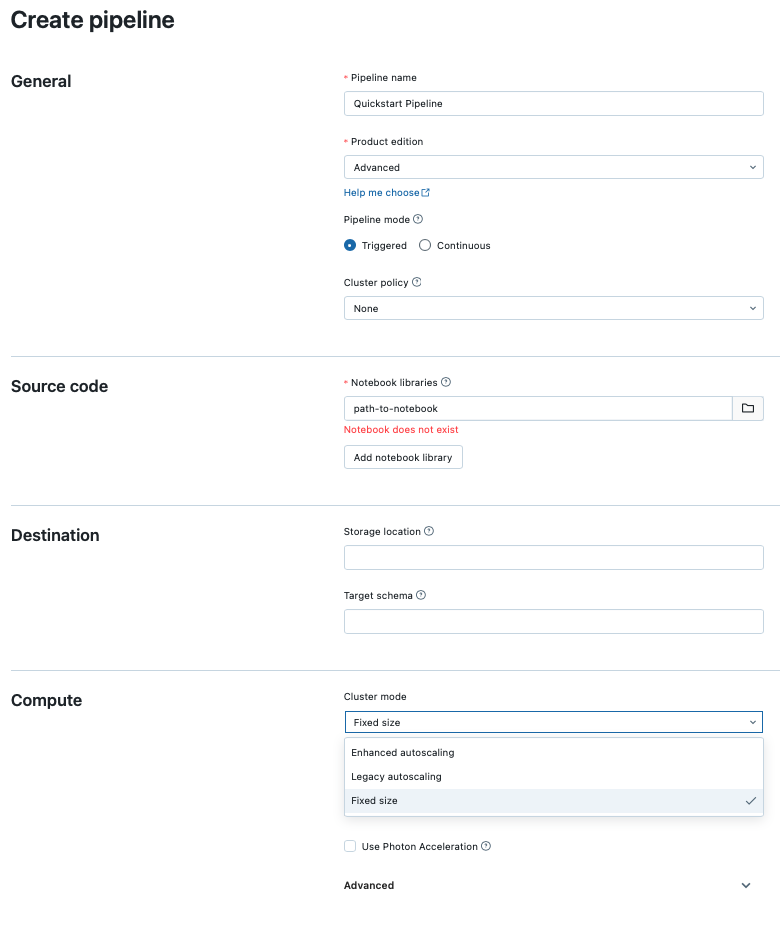 Create pipeline
General
* Pipeline name
Quickstart Pipeline
* Product edition
Advanced
Help me choose
Pipeline mode
Triggered Continuous
Cluster policy
None
Source code
* Notebook libraries
path-to-notebook
Notebook does not exist
Add notebook library
Destination
Storage location
Target schema
Compute
Cluster mode
Fixed size
Enhanced autoscaling
Legacy autoscaling
Fixed size
Use Photon Acceleration
Advanced